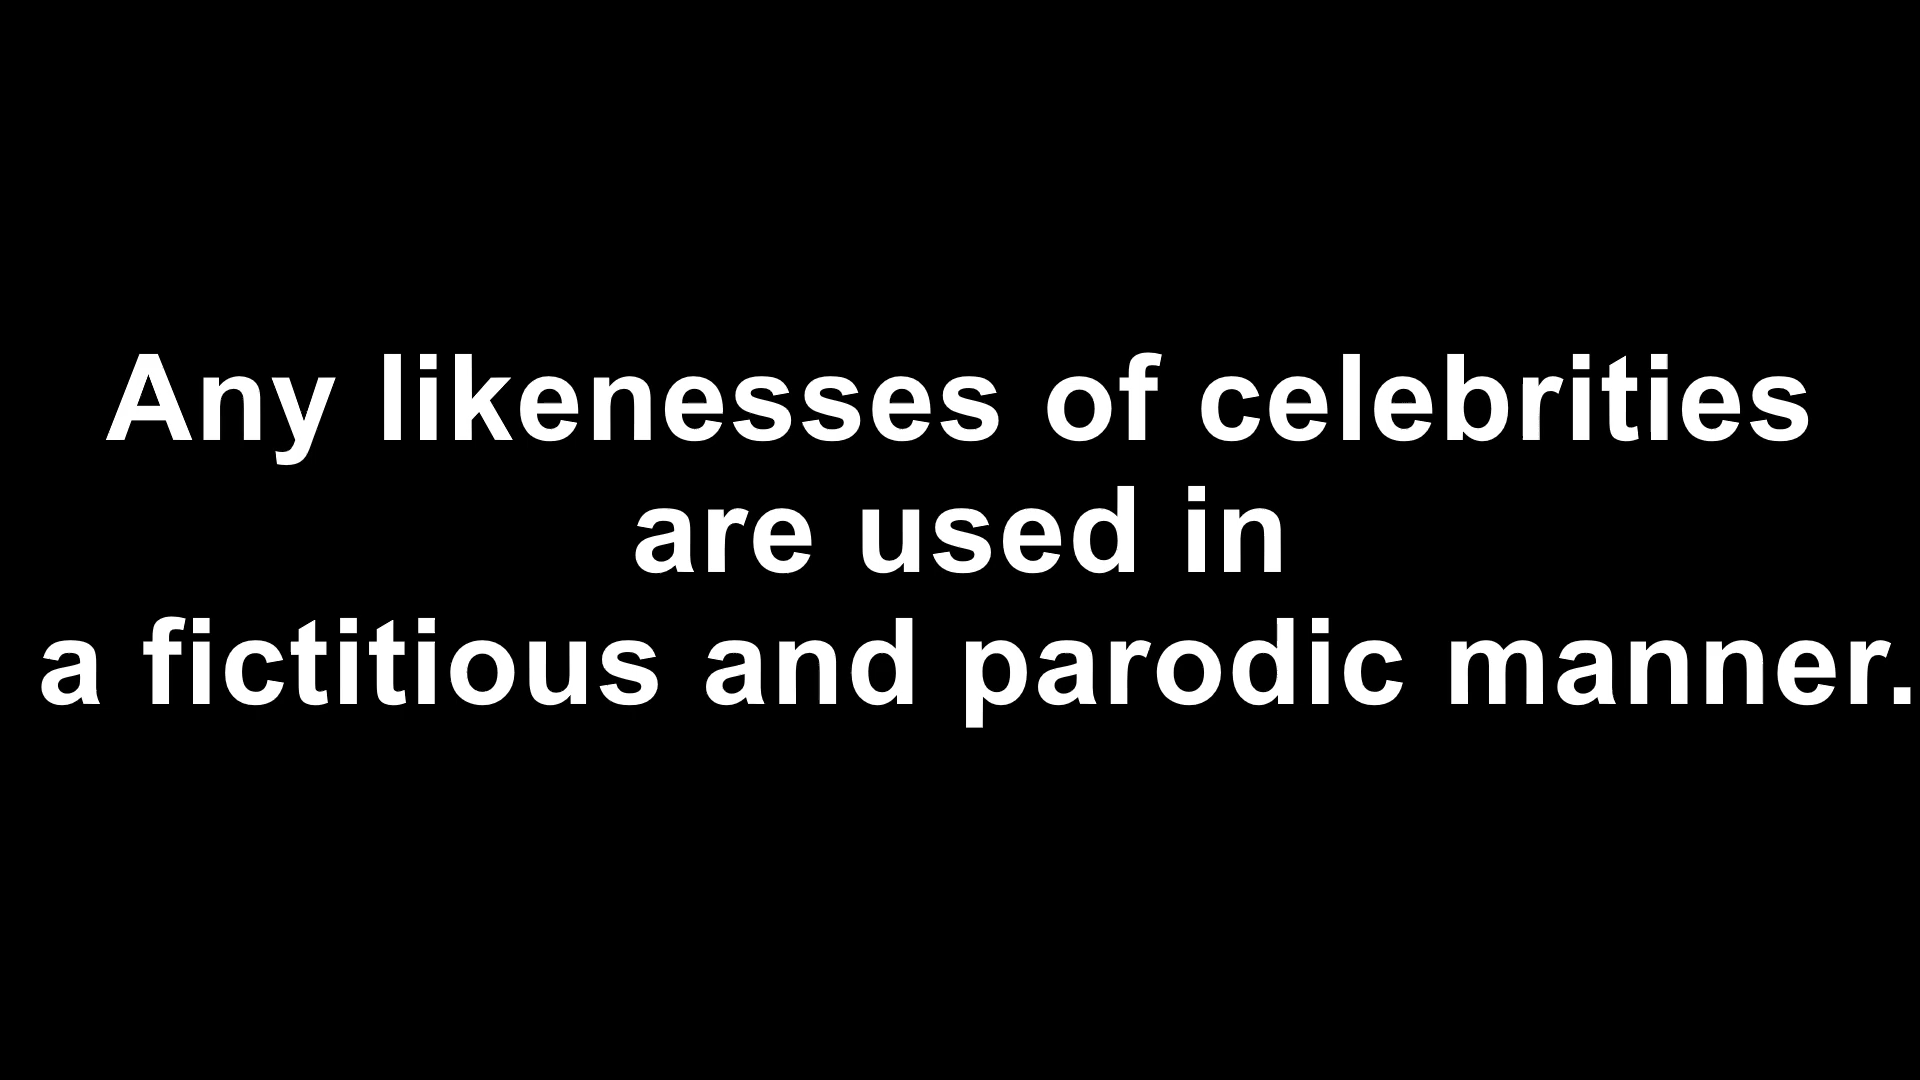 Any likenesses of celebrities
are used in
a fictitious and parodic manner.